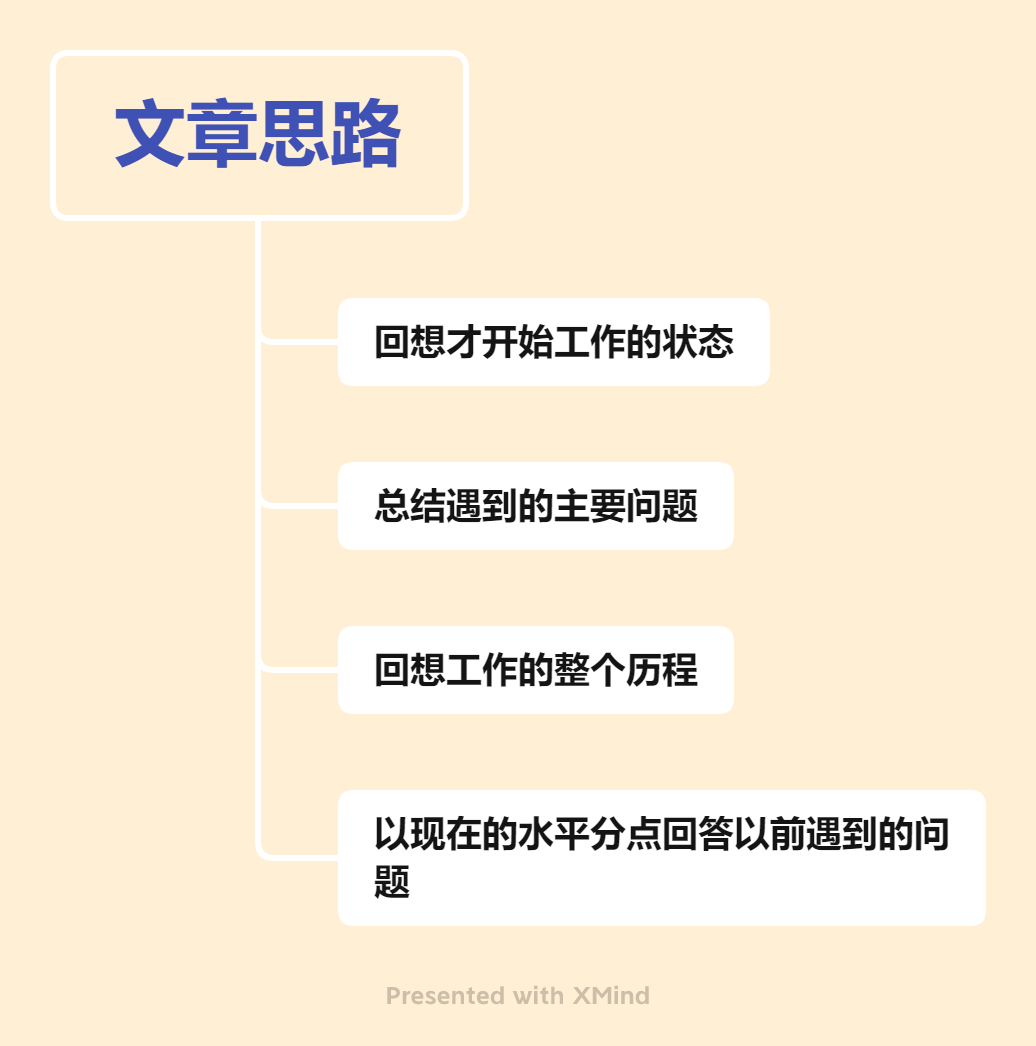 文章思路
回想才开始工作的状态
总结遇到的主要问题
回想工作的整个历程
以现在的水平分点回答以前遇到的问
题
Presented with XMind